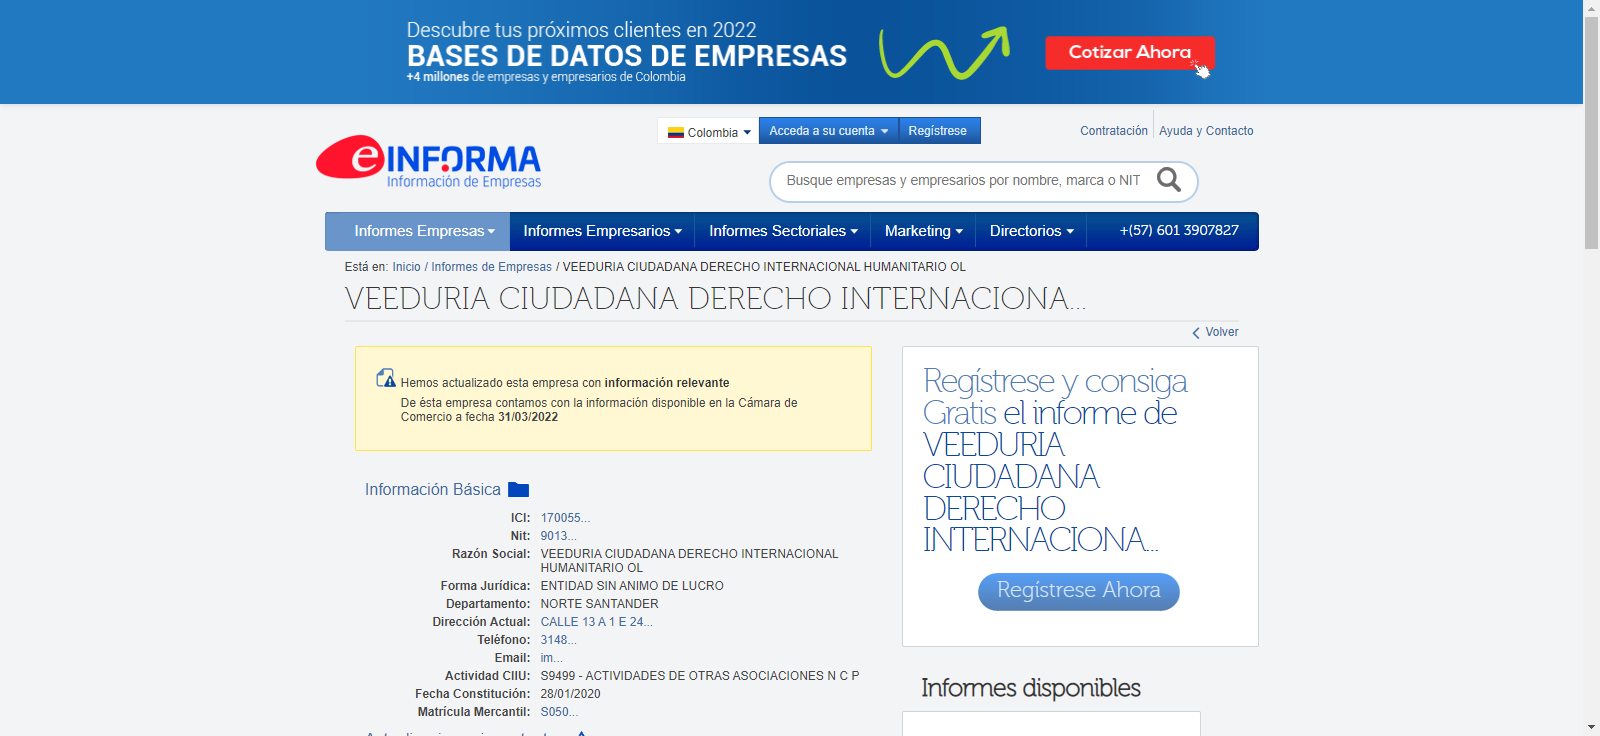 Descubre tus próximos clientes en 2022
BASES DE DATOS DE EMPRESAS
+4 millones de empresas y empresarios de Colombia
Cotizar Ahora
Colombia
Acceda a su cuenta
Regístrese
Contratación
Ayuda y Contacto
eINFORMA
Información de Empresas
Busque empresas y empresarios por nombre, marca o NIT
Informes Empresas
Informes Empresarios
Informes Sectoriales
Marketing
Directorios
+(57) 601 3907827
Está en: Inicio / Informes de Empresas / VEEDURIA CIUDADANA DERECHO INTERNACIONAL HUMANITARIO OL
VEEDURIA CIUDADANA DERECHO INTERNACIONA...
Volver
Hemos actualizado esta empresa con información relevante
De ésta empresa contamos con la información disponible en la Cámara de
Comercio a fecha 31/03/2022
Información Básica
ICI: 170055...
Nit: 9013...
Razón Social: VEEDURIA CIUDADANA DERECHO INTERNACIONAL
HUMANITARIO OL
Forma Jurídica: ENTIDAD SIN ANIMO DE LUCRO
Departamento: NORTE SANTANDER
Dirección Actual: CALLE 13 A 1 E 24...
Teléfono: 3148...
Email: im...
Actividad CIIU: S9499 - ACTIVIDADES DE OTRAS ASOCIACIONES N C P
Fecha Constitución: 28/01/2020
Matrícula Mercantil: S050...
Regístrese y consiga
Gratis el informe de
VEEDURIA
CIUDADANA
DERECHO
INTERNACIONA...
Regístrese Ahora
Informes disponibles